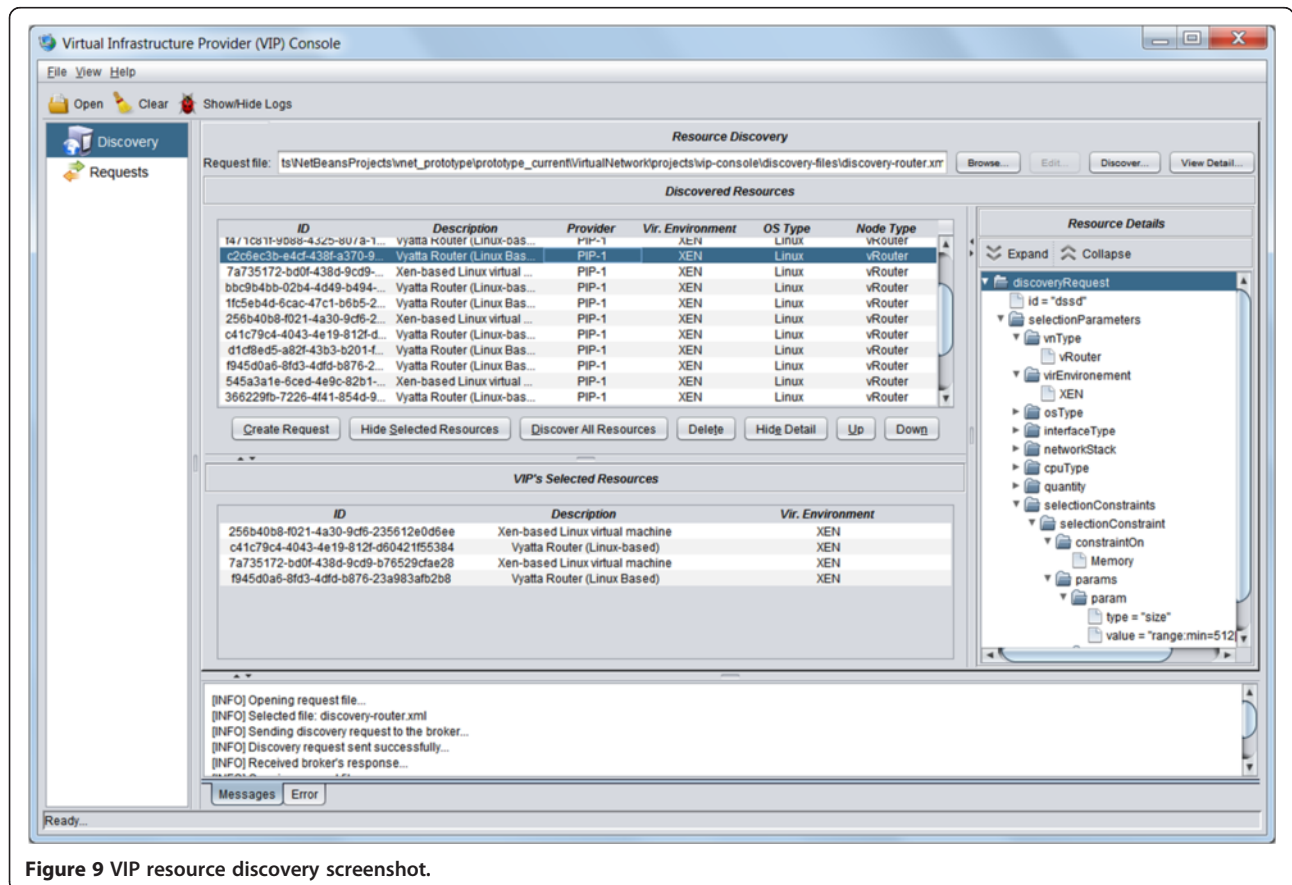 Virtual Infrastructure Provider (VIP) Console
File View Help
Open Clear Show/Hide Logs
Discovery
Requests
Resource Discovery
Request file: ts\NetBeansProjects\vnet_prototype\prototype_current\VirtualNetwork\projects\vip-console\discovery-files\discovery-router.xm Browse... Edit... Discover... View Detail...
Discovered Resources
ID Description Provider Vir. Environment OS Type Node Type
f471c81f-9b88-4325-807a-1... Vyatta Router (Linux-bas... PIP-1 XEN Linux vRouter
c2c6ec3b-e4cf-438f-a370-9... Vyatta Router (Linux Bas... PIP-1 XEN Linux vRouter
7a735172-bd0f-438d-9cd9-... Xen-based Linux virtual ... PIP-1 XEN Linux vRouter
bbc9b4bb-02b4-4d49-b494-... Vyatta Router (Linux-bas... PIP-1 XEN Linux vRouter
1fc5eb4d-6cac-47c1-b6b5-2... Vyatta Router (Linux Bas... PIP-1 XEN Linux vRouter
256b40b8-f021-4a30-9cf6-2... Xen-based Linux virtual ... PIP-1 XEN Linux vRouter
c41c79c4-4043-4e19-812f-d... Vyatta Router (Linux-bas... PIP-1 XEN Linux vRouter
d1cf8ed5-a82f-43b3-b201-f... Vyatta Router (Linux Bas... PIP-1 XEN Linux vRouter
f945d0a6-8fd3-4dfd-b876-2... Vyatta Router (Linux Bas... PIP-1 XEN Linux vRouter
545a3a1e-6ced-4e9c-82b1-... Xen-based Linux virtual ... PIP-1 XEN Linux vRouter
366229fb-7226-4f41-854d-9... Vyatta Router (Linux-bas... PIP-1 XEN Linux vRouter
Create Request Hide Selected Resources Discover All Resources Delete Hide Detail Up Down
VIP's Selected Resources
ID Description Vir. Environment
256b40b8-f021-4a30-9cf6-235612e0d6ee Xen-based Linux virtual machine XEN
c41c79c4-4043-4e19-812f-d60421f55384 Vyatta Router (Linux-based) XEN
7a735172-bd0f-438d-9cd9-b76529cfae28 Xen-based Linux virtual machine XEN
f945d0a6-8fd3-4dfd-b876-23a983afb2b8 Vyatta Router (Linux Based) XEN
Resource Details
Expand Collapse
discoveryRequest
id = "dssd"
selectionParameters
vnType
vRouter
virEnvironement
XEN
osType
interfaceType
networkStack
cpuType
quantity
selectionConstraints
selectionConstraint
constraintOn
Memory
params
param
type = "size"
value = "range:min=512
[INFO] Opening request file...
[INFO] Selected file: discovery-router.xml
[INFO] Sending discovery request to the broker...
[INFO] Discovery request sent successfully...
[INFO] Received broker's response...
Messages Error
Ready...
Figure 9 VIP resource discovery screenshot.